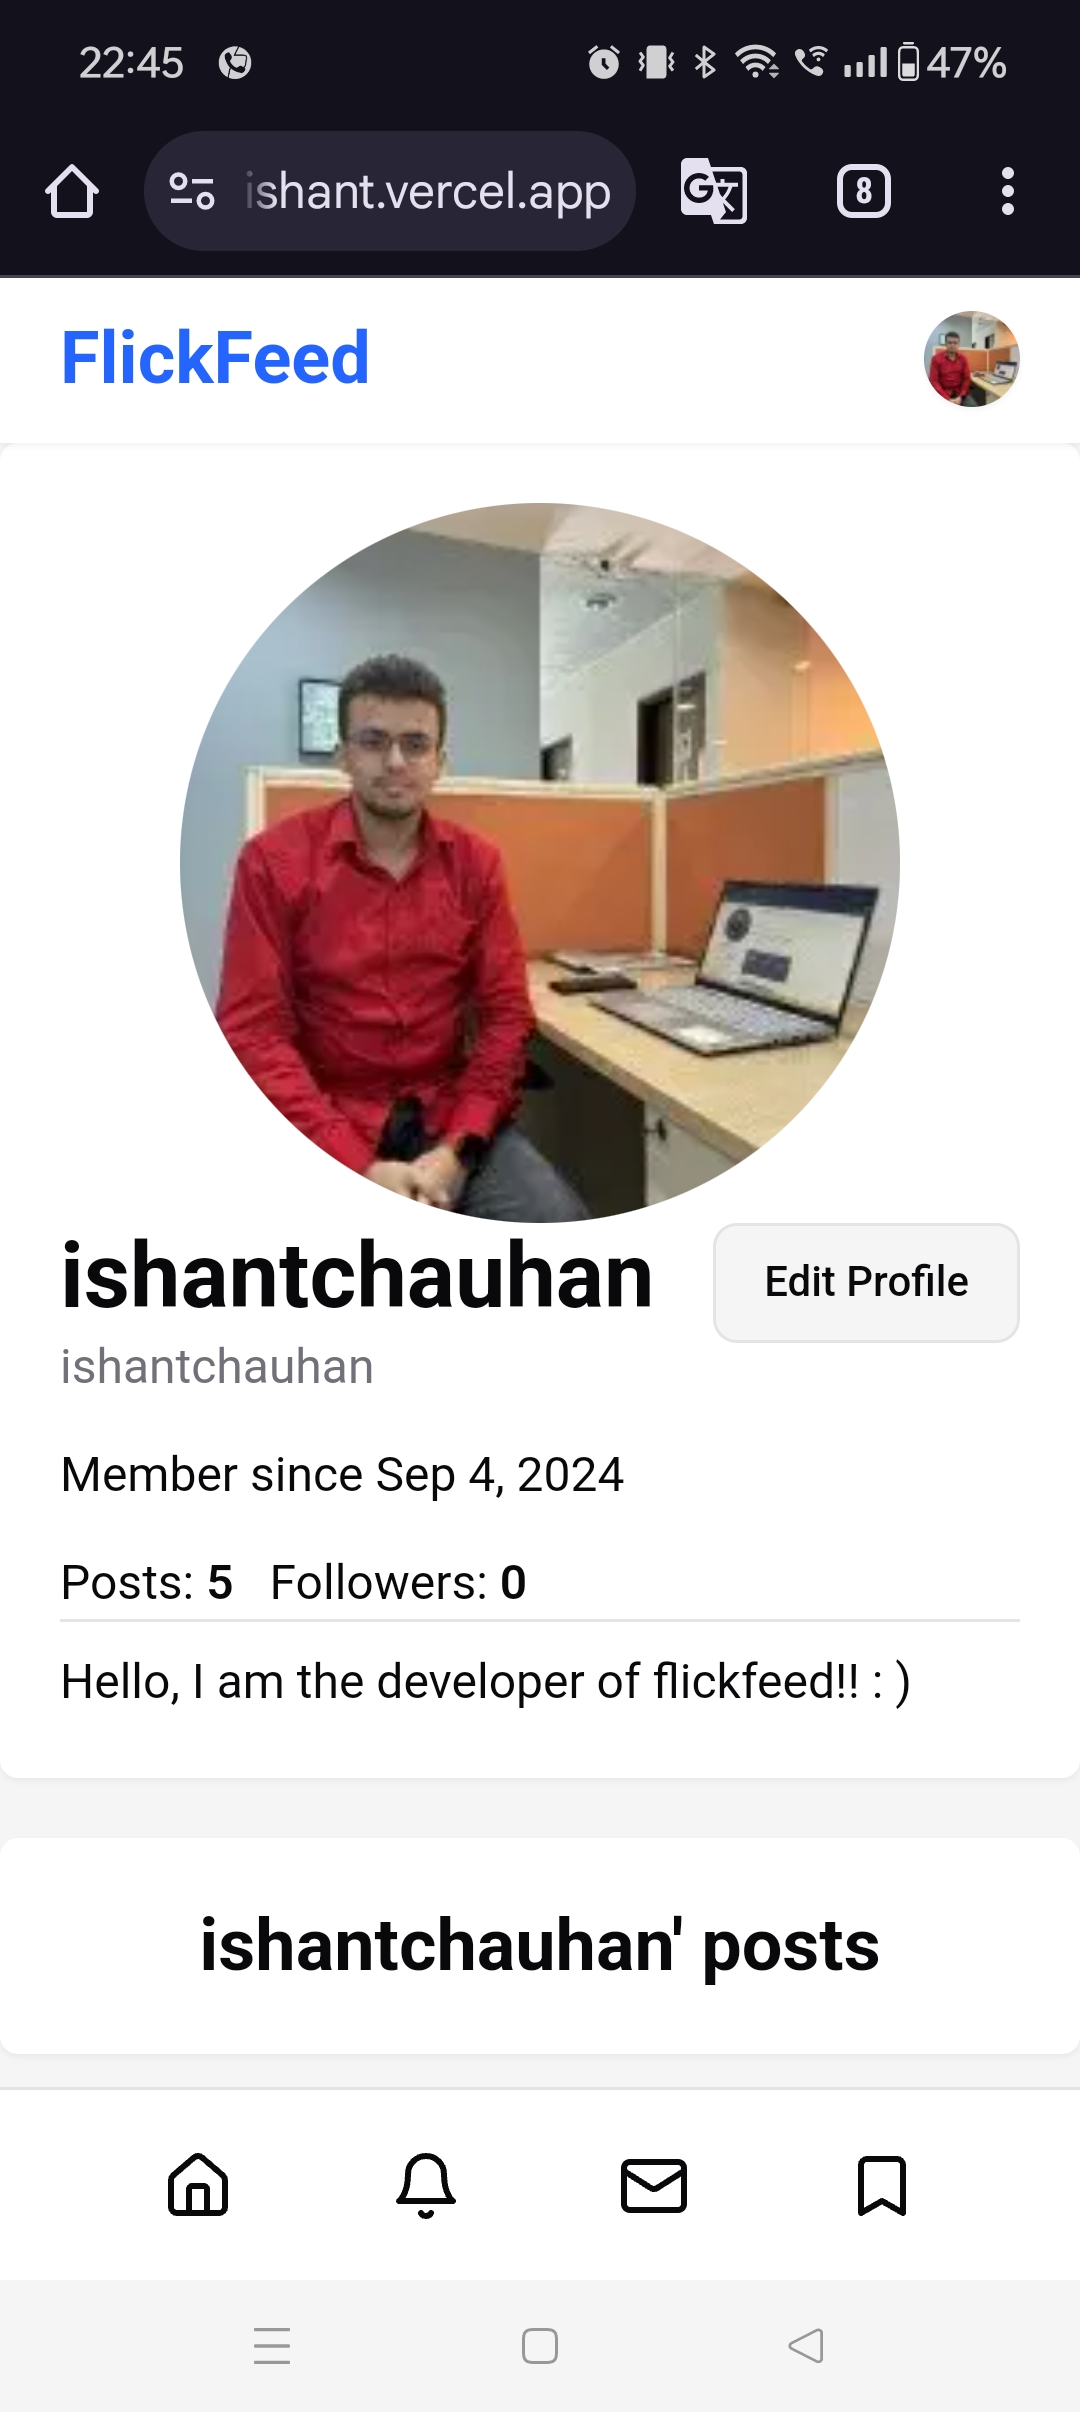 22:45 47%
ishant.vercel.app 8
FlickFeed
ishantchauhan
Edit Profile
ishantchauhan
Member since Sep 4, 2024
Posts: 5 Followers: 0
Hello, I am the developer of flickfeed!! : )
ishantchauhan' posts